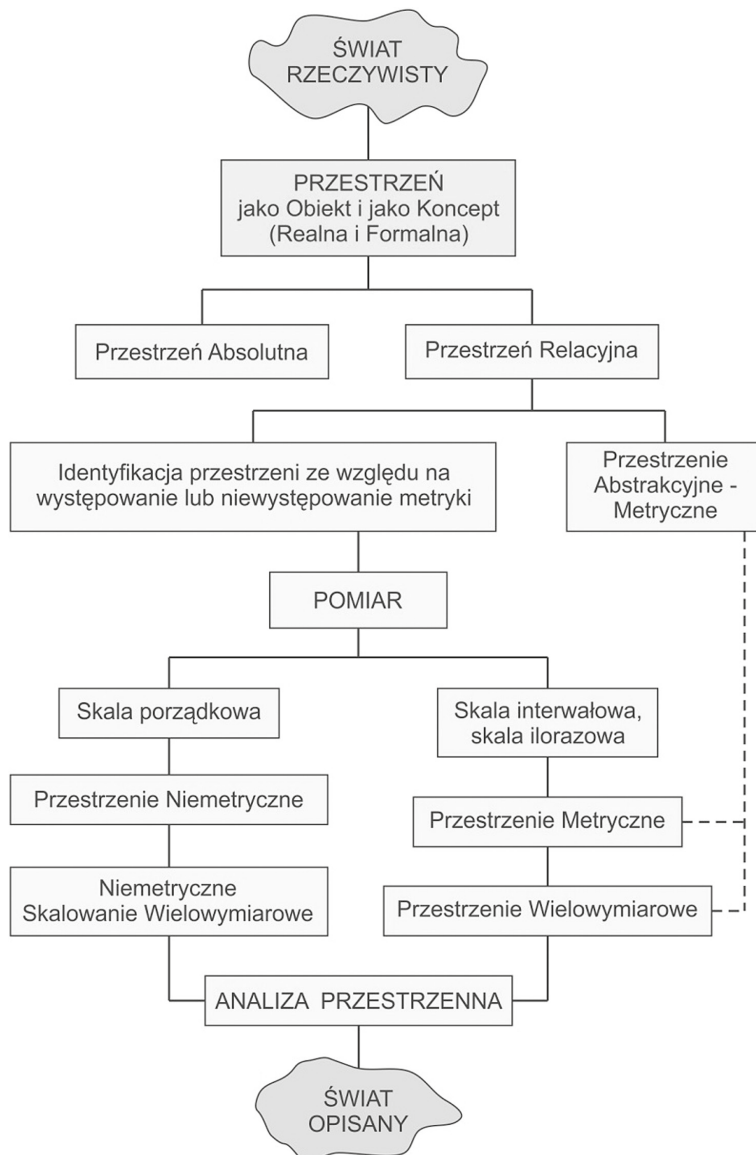 ŚWIAT
RZECZYWISTY
PRZESTRZEŃ
jako Obiekt i jako Koncept
(Realna i Formalna)
Przestrzeń Absolutna
Przestrzeń Relacyjna
Identyfikacja przestrzeni ze względu na
występowanie lub niewystępowanie metryki
Przestrzenie
Abstrakcyjne -
Metryczne
POMIAR
Skala porządkowa
Skala interwałowa,
skala ilorazowa
Przestrzenie Niemetryczne
Przestrzenie Metryczne
Niemetryczne
Skalowanie Wielowymiarowe
Przestrzenie Wielowymiarowe
ANALIZA PRZESTRZENNA
ŚWIAT
OPISANY